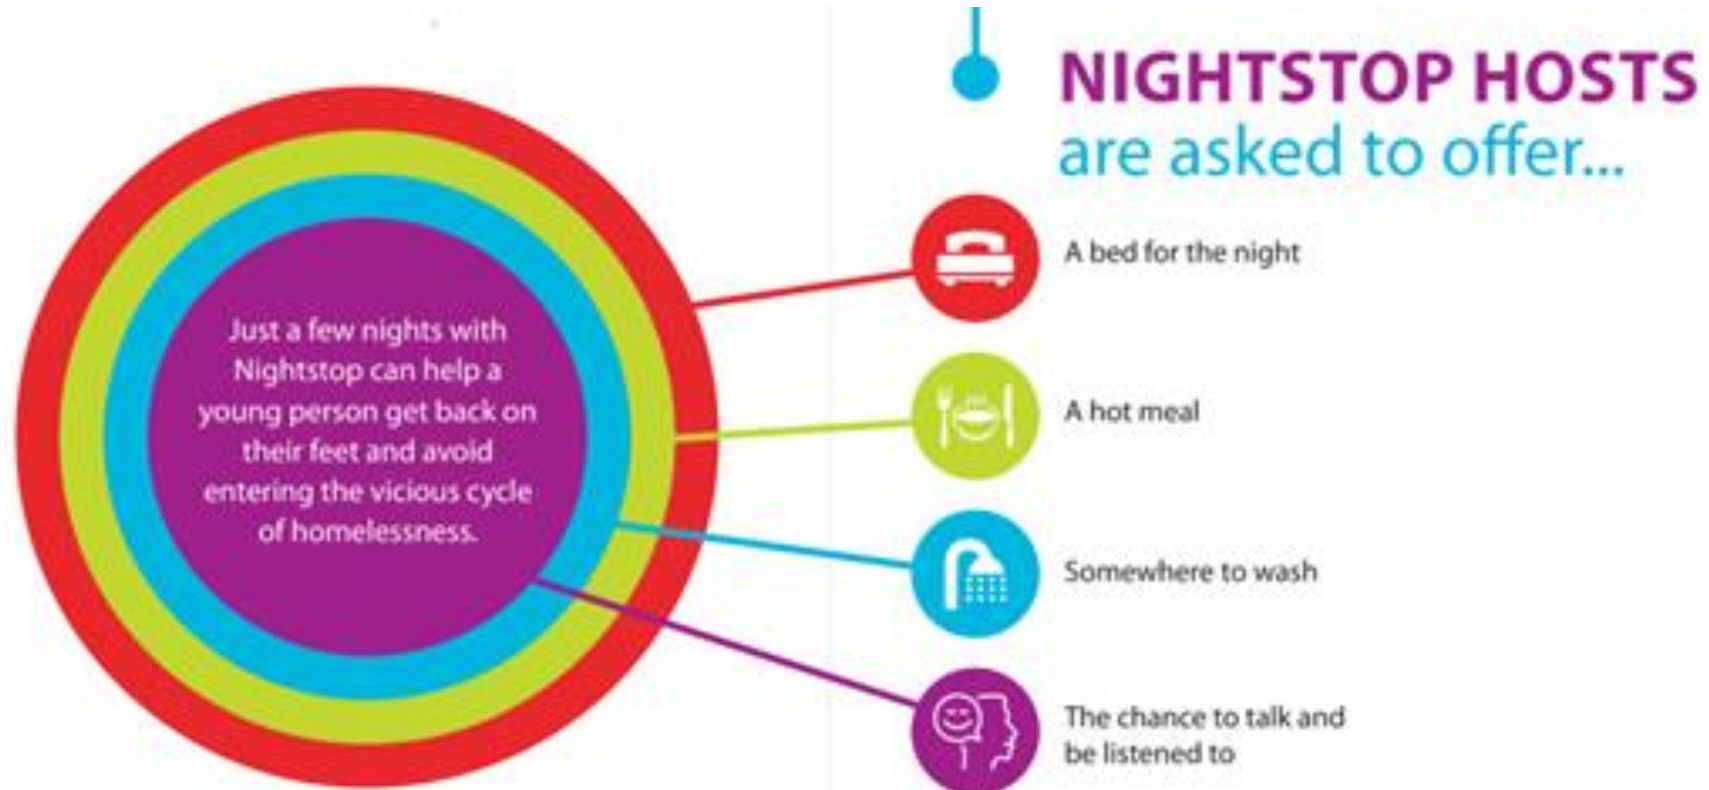 Just a few nights with
Nightstop can help a
young person get back on
their feet and avoid
entering the vicious cycle
of homelessness.
NIGHTSTOP HOSTS
are asked to offer...
A bed for the night
A hot meal
Somewhere to wash
The chance to talk and
be listened to